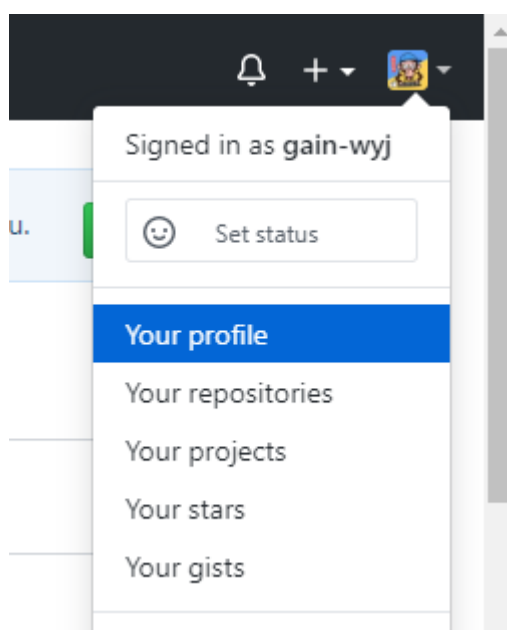 Signed in as gain-wyj
u.
Set status
Your profile
Your repositories
Your projects
Your stars
Your gists